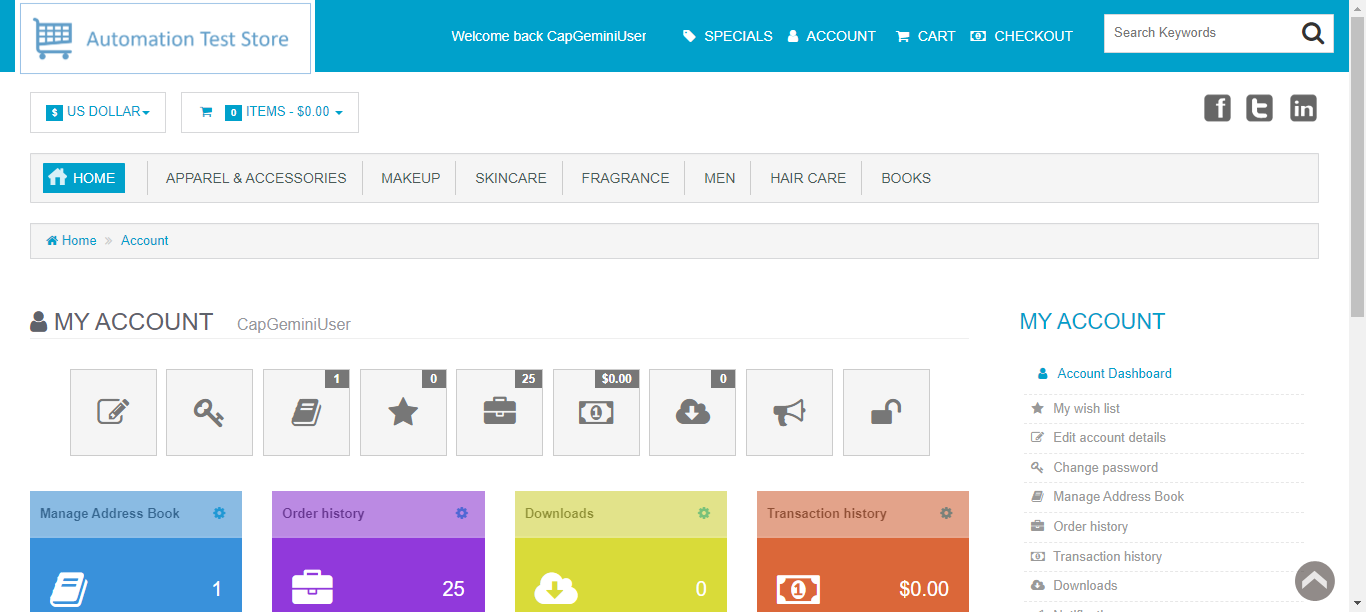 Automation Test Store
Welcome back CapGeminiUser
SPECIALS
ACCOUNT
CART
CHECKOUT
Search Keywords
$ US DOLLAR
0 ITEMS - $0.00
f
t
in
HOME
APPAREL & ACCESSORIES
MAKEUP
SKINCARE
FRAGRANCE
MEN
HAIR CARE
BOOKS
Home » Account
MY ACCOUNT CapGeminiUser
1
0
25
$0.00
0
Manage Address Book
1
Order history
25
Downloads
0
Transaction history
$0.00
MY ACCOUNT
Account Dashboard
My wish list
Edit account details
Change password
Manage Address Book
Order history
Transaction history
Downloads